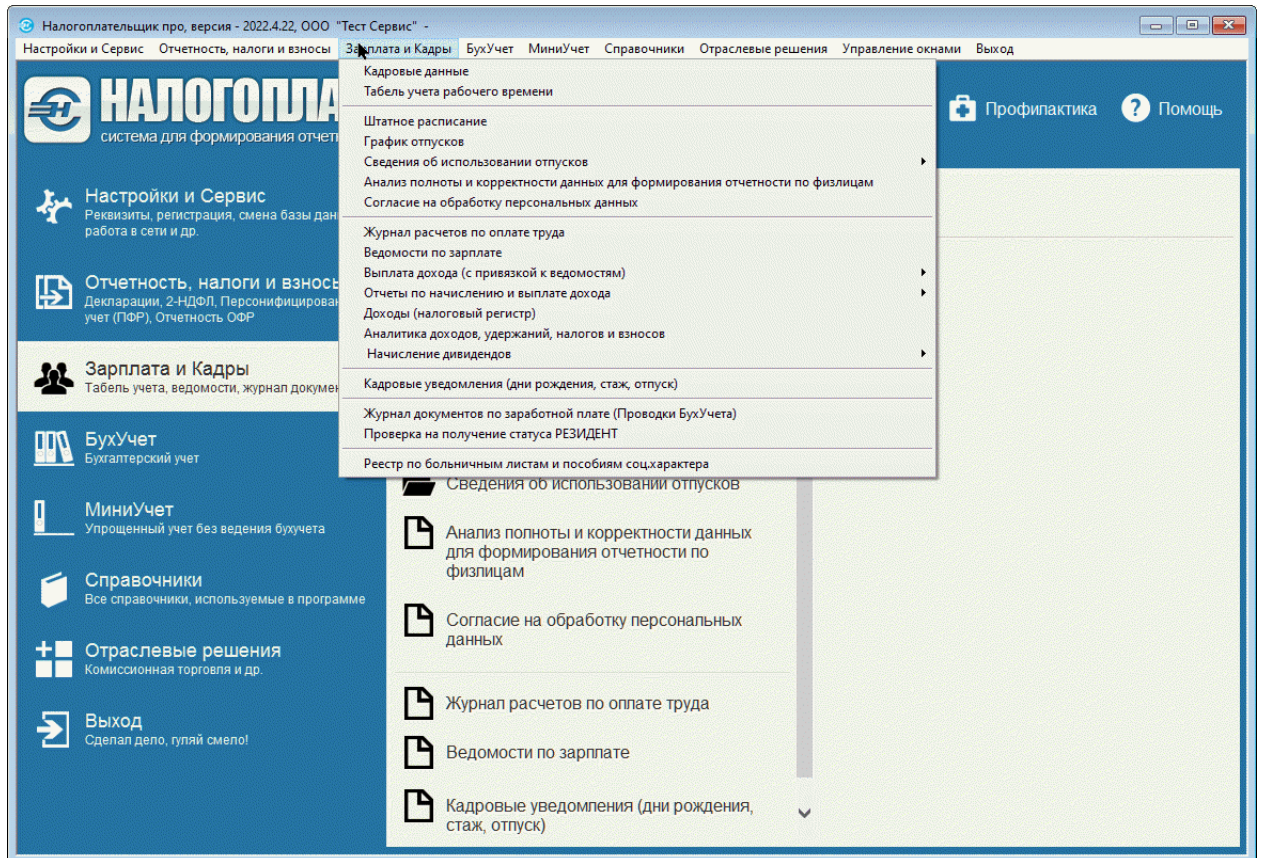 Налогоплательщик про, версия - 2022.4.22, ООО "Тест Сервис" -
Настройки и Сервис Отчетность, налоги и взносы Зарплата и Кадры БухУчет МиниУчет Справочники Отраслевые решения Управление окнами Выход
Кадровые данные
Табель учета рабочего времени
Штатное расписание
График отпусков
Сведения об использовании отпусков
Анализ полноты и корректности данных для формирования отчетности по физлицам
Согласие на обработку персональных данных
Журнал расчетов по оплате труда
Ведомости по зарплате
Выплата дохода (с привязкой к ведомостям)
Отчеты по начислению и выплате дохода
Доходы (налоговый регистр)
Аналитика доходов, удержаний, налогов и взносов
Начисление дивидендов
Кадровые уведомления (дни рождения, стаж, отпуск)
Журнал документов по заработной плате (Проводки БухУчета)
Проверка на получение статуса РЕЗИДЕНТ
Реестр по больничным листам и пособиям соц.характера
НАЛОГОПЛА
система для формирования отчетн
Профилактика
? Помощь
Настройки и Сервис
Реквизиты, регистрация, смена базы дан
работа в сети и др.
Отчетность, налоги и взносы
Декларации, 2-НДФЛ, Персонифицирован
учет (ПФР), Отчетность ОФР
Зарплата и Кадры
Табель учета, ведомости, журнал докумен
БухУчет
Бухгалтерский учет
МиниУчет
Упрощенный учет без ведения бухучета
Справочники
Все справочники, используемые в программе
Отраслевые решения
Комиссионная торговля и др.
Выход
Сделал дело, гуляй смело!
Сведения об использовании отпусков
Анализ полноты и корректности данных
для формирования отчетности по
физлицам
Согласие на обработку персональных
данных
Журнал расчетов по оплате труда
Ведомости по зарплате
Кадровые уведомления (дни рождения,
стаж, отпуск)